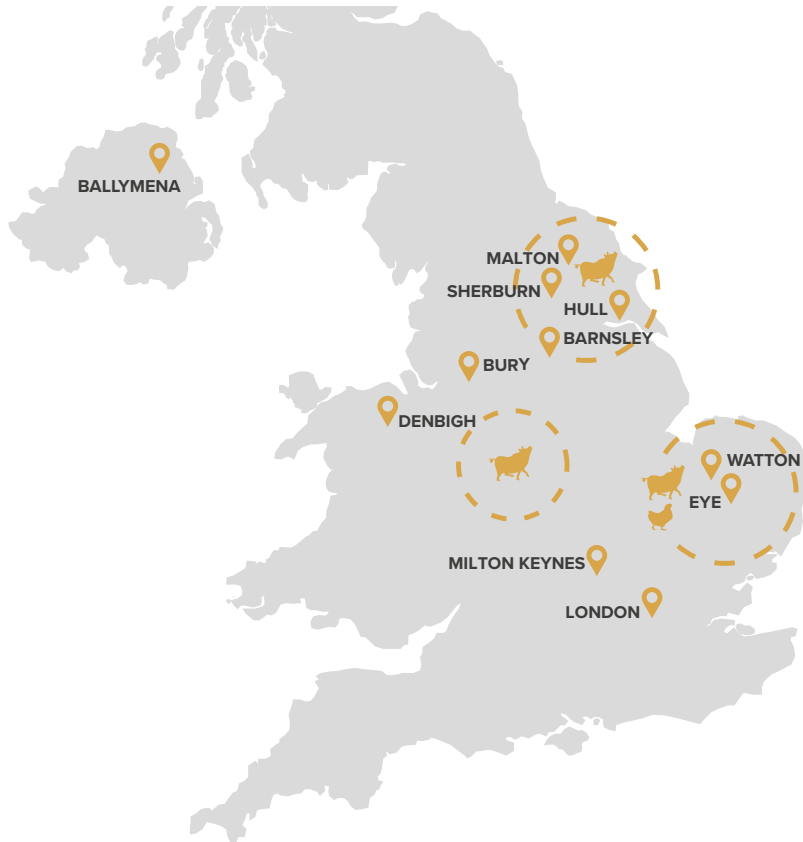 BALLYMENA
MALTON
SHERBURN
HULL
BARNSLEY
BURY
DENBIGH
WATTON
EYE
MILTON KEYNES
LONDON